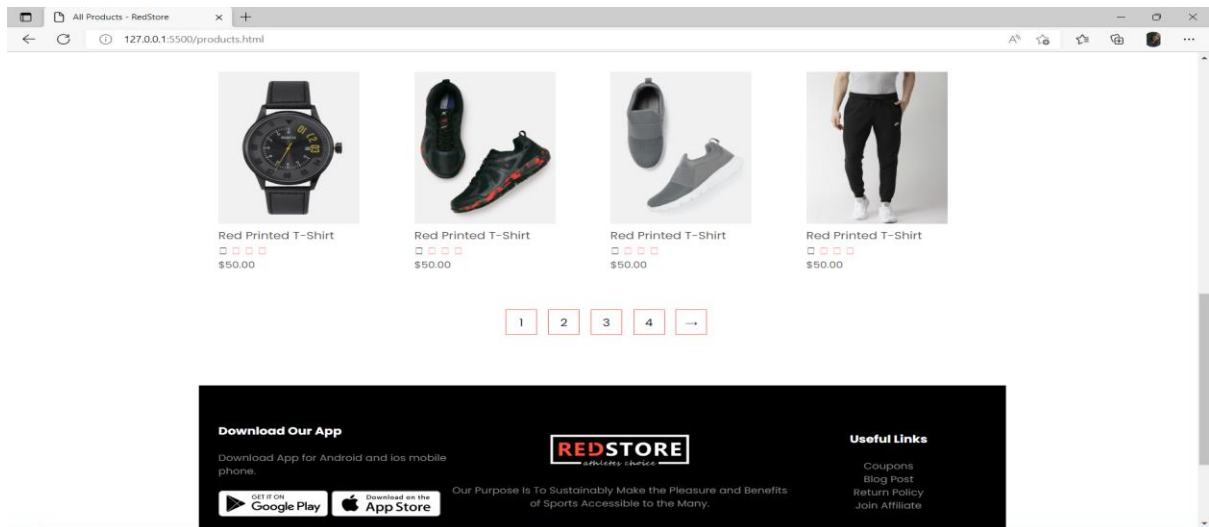 All Products - RedStore
127.0.0.1:5500/products.html
Red Printed T-Shirt
$50.00
Red Printed T-Shirt
$50.00
Red Printed T-Shirt
$50.00
Red Printed T-Shirt
$50.00
1 2 3 4 →
Download Our App
Download App for Android and ios mobile
phone.
GET IT ON
Google Play
Download on the
App Store
REDSTORE
athletes choice
Our Purpose Is To Sustainably Make the Pleasure and Benefits
of Sports Accessible to the Many.
Useful Links
Coupons
Blog Post
Return Policy
Join Affiliate